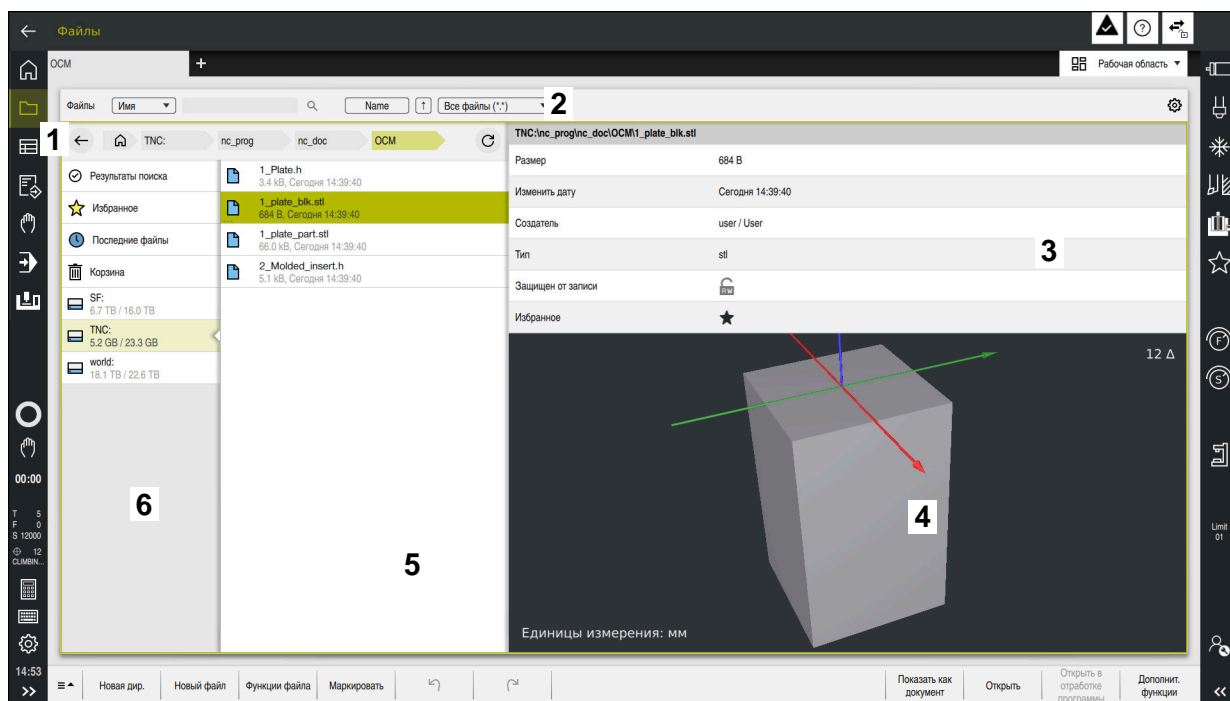 Файлы
OCM
+
Рабочая область
Файлы
Имя
Name
↑
Все файлы (*.*)
2
1
TNC:
nc_prog
nc_doc
OCM
Результаты поиска
Избранное
Последние файлы
Корзина
SF:
6.7 TB / 16.0 TB
TNC:
5.2 GB / 23.3 GB
world:
18.1 TB / 22.6 TB
6
1_Plate.h
3.4 kB, Сегодня 14:39:40
1_plate_blk.stl
684 B, Сегодня 14:39:40
1_plate_part.stl
66.0 kB, Сегодня 14:39:40
2_Molded_insert.h
5.1 kB, Сегодня 14:39:40
5
TNC:\nc_prog\nc_doc\OCM\1_plate_blk.stl
Размер 684 B
Изменить дату Сегодня 14:39:40
Создатель user / User
Тип stl
3
Защищен от записи RW
Избранное
12 Δ
4
Единицы измерения: мм
00:00
T 5
F 0
S 12000
12
CLIMBIN...
14:53
F
S
Limit
01
Новая дир.
Новый файл
Функции файла
Маркировать
Показать как
документ
Открыть
Открыть в
отработке
программы
Дополнит.
функции